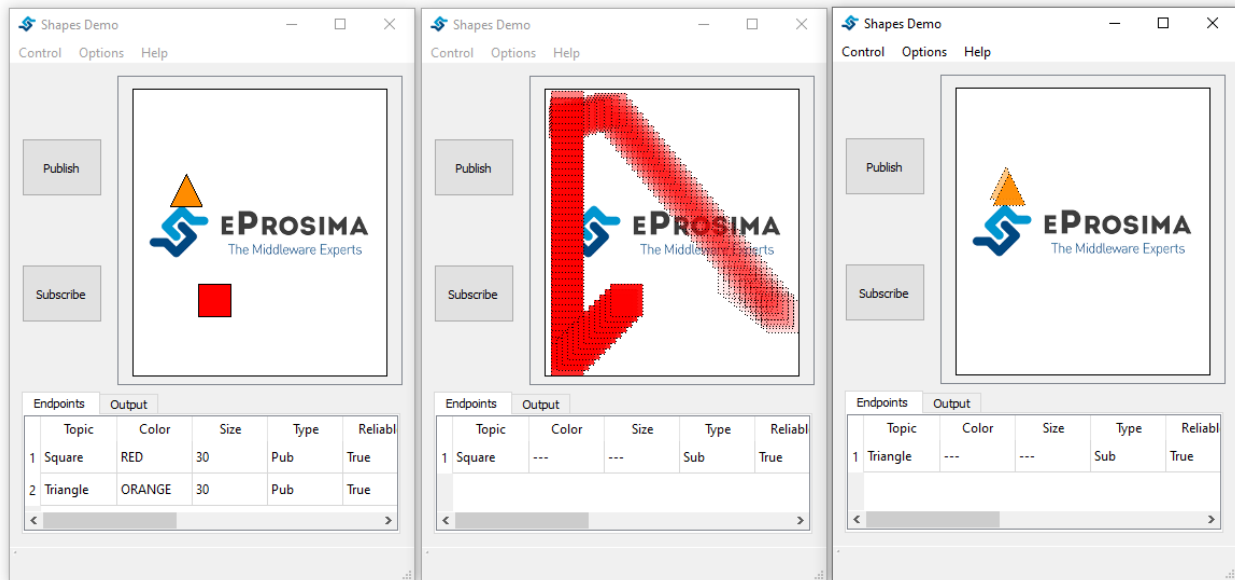 Shapes Demo
Control Options Help
Publish
eProsima
The Middleware Experts
Subscribe
Endpoints Output
Topic Color Size Type Reliabl
1 Square RED 30 Pub True
2 Triangle ORANGE 30 Pub True
Shapes Demo
Control Options Help
Publish
eProsima
The Middleware Experts
Subscribe
Endpoints Output
Topic Color Size Type Reliabl
1 Square --- --- Sub True
Shapes Demo
Control Options Help
Publish
eProsima
The Middleware Experts
Subscribe
Endpoints Output
Topic Color Size Type Reliabl
1 Triangle --- --- Sub True